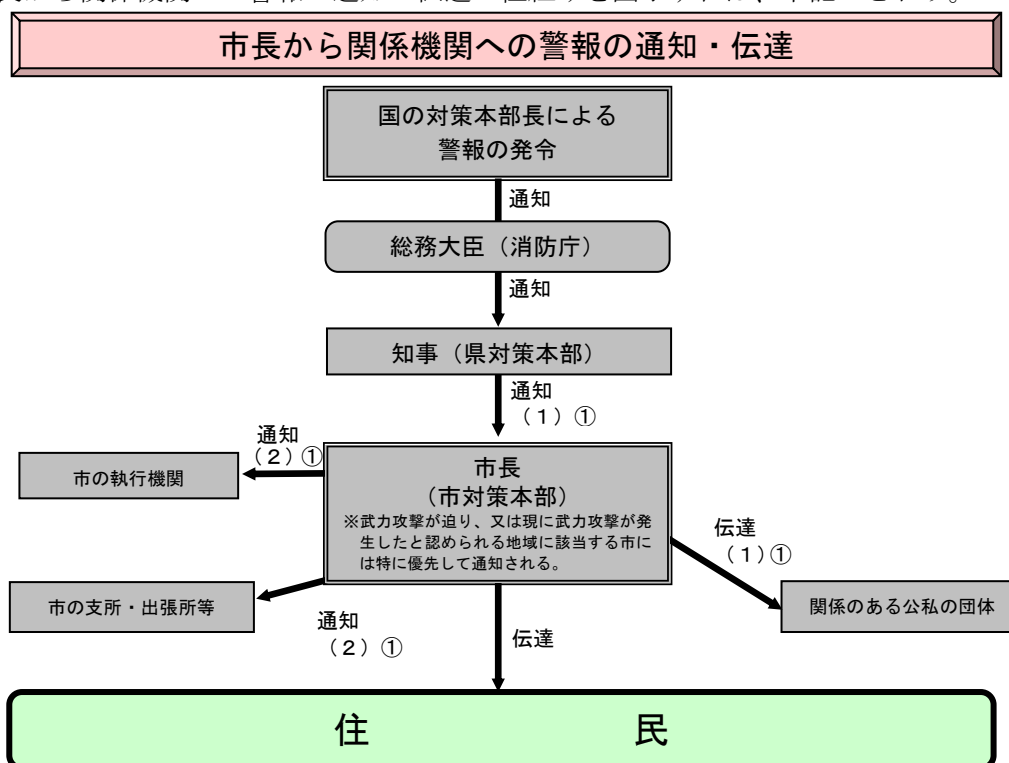 市長から関係機関への警報の通知・伝達
国の対策本部長による
警報の発令
通知
総務大臣（消防庁）
通知
知事（県対策本部）
通知
（１）①
通知
（２）①
市の執行機関
市長
（市対策本部）
※武力攻撃が迫り、又は現に武力攻撃が発
生したと認められる地域に該当する市に
は特に優先して通知される。
伝達
（１）①
市の支所・出張所等
関係のある公私の団体
通知
（２）①
伝達
住　民